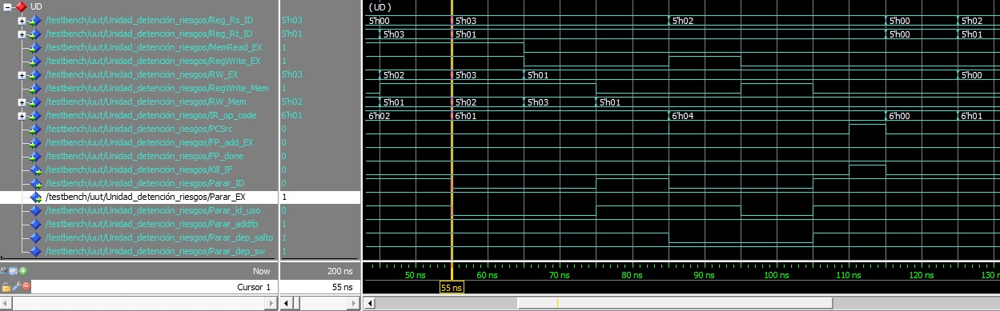 UD (UD)
/testbench/uut/Unidad_detención_riesgos/Reg_Rs_ID 5'h03 5'h00 5'h03 5'h02 5'h00 5'h02
/testbench/uut/Unidad_detención_riesgos/Reg_Rt_ID 5'h01 5'h03 5'h01 5'h00 5'h01
/testbench/uut/Unidad_detención_riesgos/MemRead_EX 1
/testbench/uut/Unidad_detención_riesgos/RegWrite_EX 1
/testbench/uut/Unidad_detención_riesgos/RW_EX 5'h03 5'h02 5'h03 5'h01 5'h00
/testbench/uut/Unidad_detención_riesgos/RegWrite_Mem 1
/testbench/uut/Unidad_detención_riesgos/RW_Mem 5'h02 5'h01 5'h02 5'h03 5'h01
/testbench/uut/Unidad_detención_riesgos/IR_op_code 6'h01 6'h02 6'h01 6'h04 6'h00 6'h01
/testbench/uut/Unidad_detención_riesgos/PCSrc 0
/testbench/uut/Unidad_detención_riesgos/FP_add_EX 0
/testbench/uut/Unidad_detención_riesgos/FP_done 0
/testbench/uut/Unidad_detención_riesgos/Kill_IF 0
/testbench/uut/Unidad_detención_riesgos/Parar_ID 0
/testbench/uut/Unidad_detención_riesgos/Parar_EX 1
/testbench/uut/Unidad_detención_riesgos/Parar_ld_uso 0
/testbench/uut/Unidad_detención_riesgos/Parar_addfp 1
/testbench/uut/Unidad_detención_riesgos/Parar_dep_salto 1
/testbench/uut/Unidad_detención_riesgos/Parar_dep_sw 1
Now 200 ns 50 ns 60 ns 70 ns 80 ns 90 ns 100 ns 110 ns 120 ns
Cursor 1 55 ns 55 ns